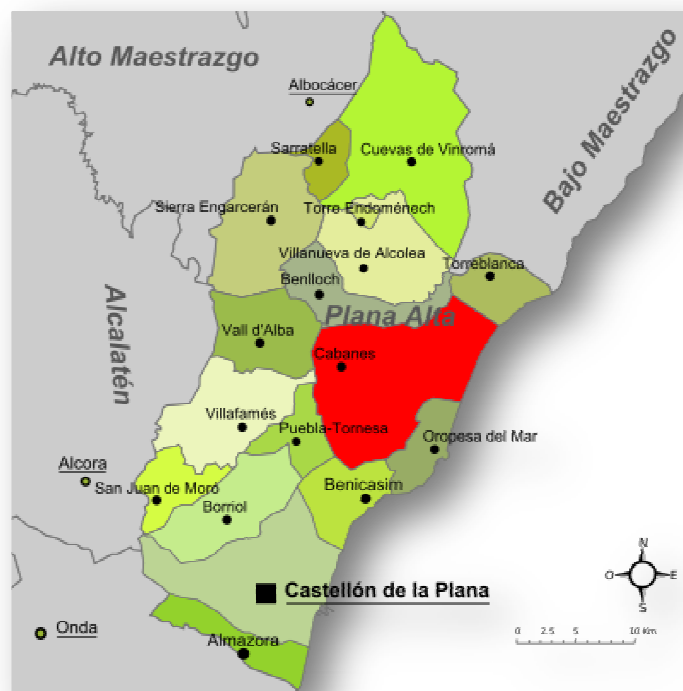 Alto Maestrazgo
Albocácer
Bajo Maestrazgo
Sarratella
Cuevas de Vinromá
Sierra Engarcerán
Torre Endoménech
Villanueva de Alcolea
Torreblanca
Benlloch
Alcalatén
Plana Alta
Vall d'Alba
Cabanes
Villafamés
Puebla-Tornesa
Oropesa del Mar
Alcora
San Juan de Moró
Benicasim
Borriol
N
O
E
S
Castellón de la Plana
Onda
0 2.5 5 10 Km.
Almazora